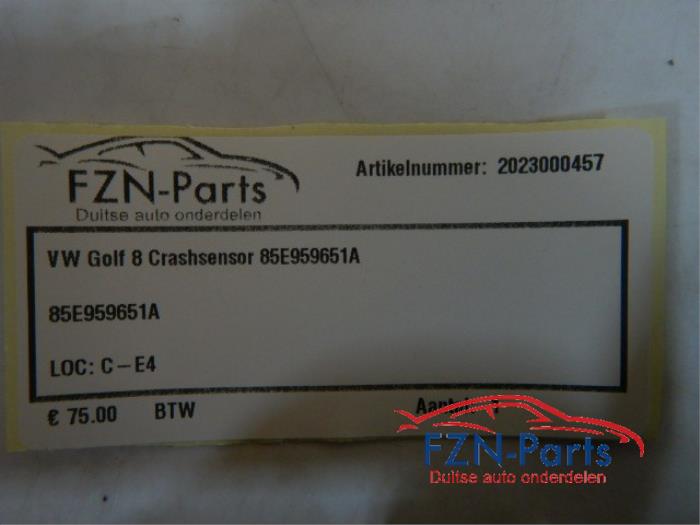 FZN-Parts
Duitse auto onderdelen
Artikelnummer: 2023000457
VW Golf 8 Crashsensor 85E959651A
85E959651A
LOC: C-E4
€ 75.00 BTW
FZN-Parts
Duitse auto onderdelen